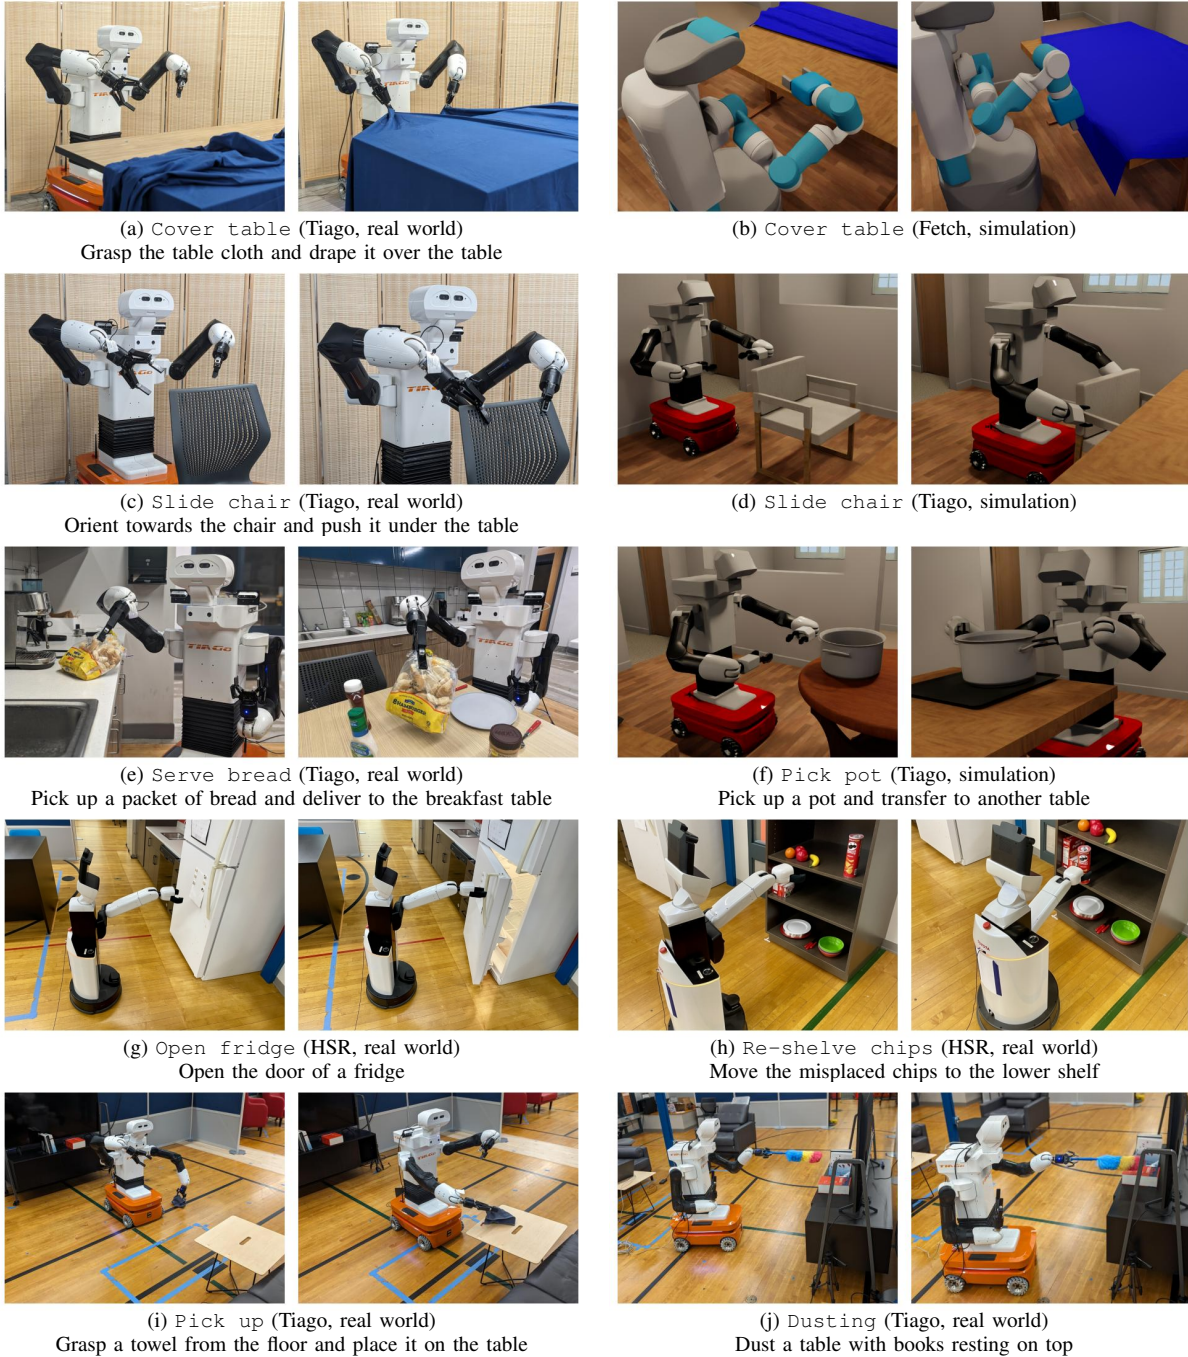 TIAGo
(a) Cover table (Tiago, real world)
Grasp the table cloth and drape it over the table
(b) Cover table (Fetch, simulation)
TIAGo
(c) Slide chair (Tiago, real world)
Orient towards the chair and push it under the table
(d) Slide chair (Tiago, simulation)
TIAGo
(e) Serve bread (Tiago, real world)
Pick up a packet of bread and deliver to the breakfast table
(f) Pick pot (Tiago, simulation)
Pick up a pot and transfer to another table
(g) Open fridge (HSR, real world)
Open the door of a fridge
(h) Re-shelve chips (HSR, real world)
Move the misplaced chips to the lower shelf
(i) Pick up (Tiago, real world)
Grasp a towel from the floor and place it on the table
(j) Dusting (Tiago, real world)
Dust a table with books resting on top